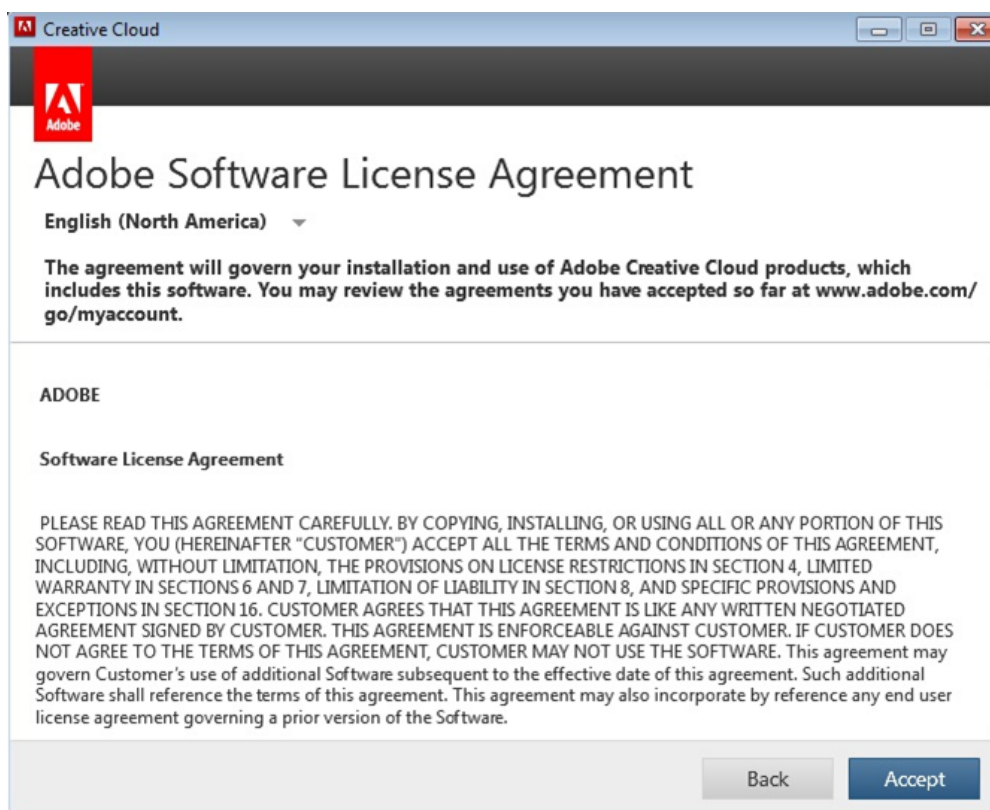 Creative Cloud
Adobe
Adobe Software License Agreement
English (North America)
The agreement will govern your installation and use of Adobe Creative Cloud products, which
includes this software. You may review the agreements you have accepted so far at www.adobe.com/
go/myaccount.
ADOBE
Software License Agreement
PLEASE READ THIS AGREEMENT CAREFULLY. BY COPYING, INSTALLING, OR USING ALL OR ANY PORTION OF THIS
SOFTWARE, YOU (HEREINAFTER “CUSTOMER”) ACCEPT ALL THE TERMS AND CONDITIONS OF THIS AGREEMENT,
INCLUDING, WITHOUT LIMITATION, THE PROVISIONS ON LICENSE RESTRICTIONS IN SECTION 4, LIMITED
WARRANTY IN SECTIONS 6 AND 7, LIMITATION OF LIABILITY IN SECTION 8, AND SPECIFIC PROVISIONS AND
EXCEPTIONS IN SECTION 16. CUSTOMER AGREES THAT THIS AGREEMENT IS LIKE ANY WRITTEN NEGOTIATED
AGREEMENT SIGNED BY CUSTOMER. THIS AGREEMENT IS ENFORCEABLE AGAINST CUSTOMER. IF CUSTOMER DOES
NOT AGREE TO THE TERMS OF THIS AGREEMENT, CUSTOMER MAY NOT USE THE SOFTWARE. This agreement may
govern Customer's use of additional Software subsequent to the effective date of this agreement. Such additional
Software shall reference the terms of this agreement. This agreement may also incorporate by reference any end user
license agreement governing a prior version of the Software.
Back
Accept